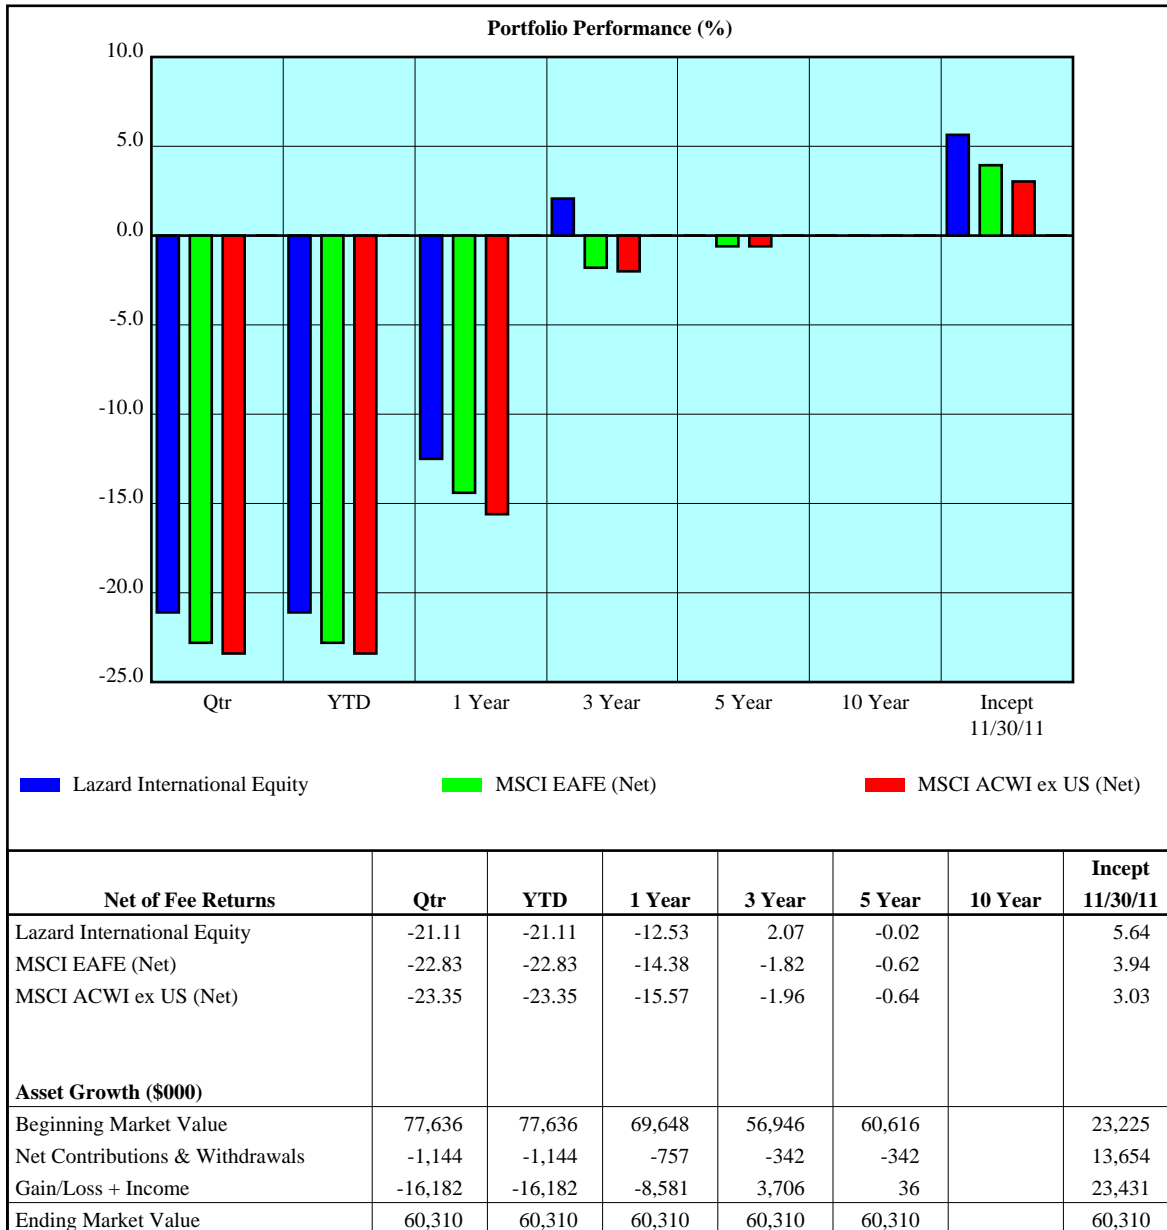 Portfolio Performance (%)
10.0
5.0
0.0
-5.0
-10.0
-15.0
-20.0
-25.0
Qtr YTD 1 Year 3 Year 5 Year 10 Year Incept
11/30/11
Lazard International Equity MSCI EAFE (Net) MSCI ACWI ex US (Net)
Incept
Net of Fee Returns Qtr YTD 1 Year 3 Year 5 Year 10 Year 11/30/11
Lazard International Equity -21.11 -21.11 -12.53 2.07 -0.02 5.64
MSCI EAFE (Net) -22.83 -22.83 -14.38 -1.82 -0.62 3.94
MSCI ACWI ex US (Net) -23.35 -23.35 -15.57 -1.96 -0.64 3.03
Asset Growth ($000)
Beginning Market Value 77,636 77,636 69,648 56,946 60,616 23,225
Net Contributions & Withdrawals -1,144 -1,144 -757 -342 -342 13,654
Gain/Loss + Income -16,182 -16,182 -8,581 3,706 36 23,431
Ending Market Value 60,310 60,310 60,310 60,310 60,310 60,310